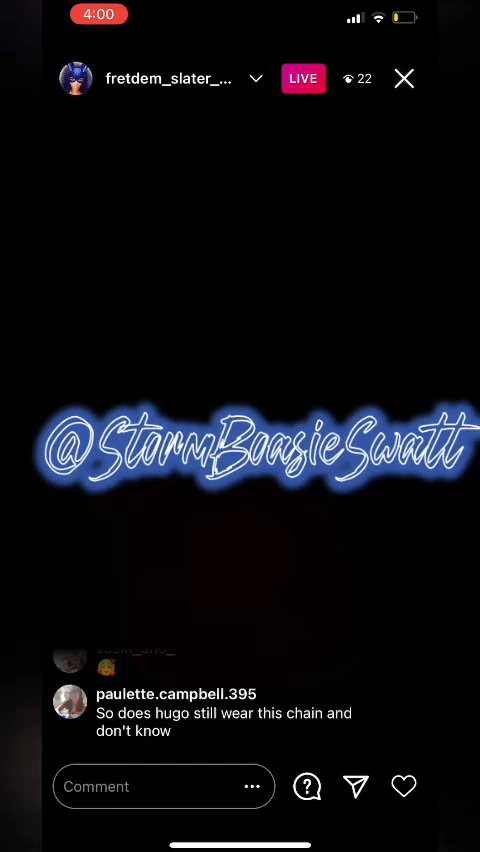 4:00
fretdem_slater_...
LIVE
22
@StormBoasieSwatt
paulette.campbell.395
So does hugo still wear this chain and
don't know
Comment